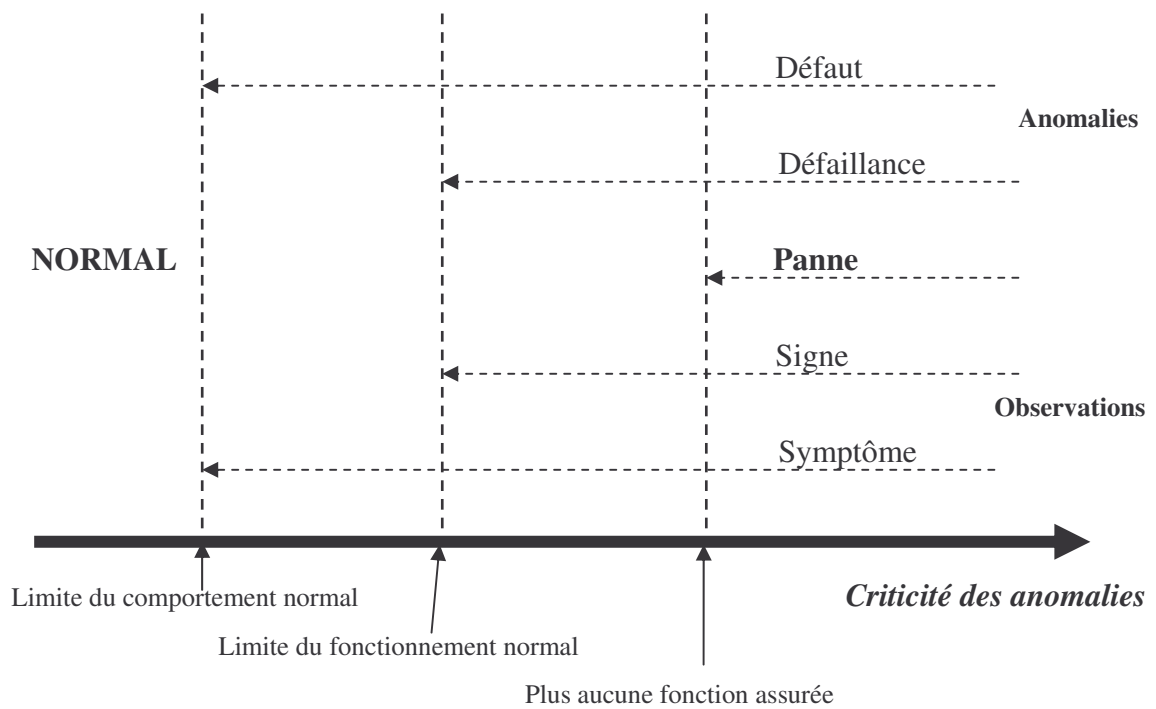 Défaut
Anomalies
Défaillance
NORMAL
Panne
Signe
Observations
Symptôme
Limite du comportement normal
Criticité des anomalies
Limite du fonctionnement normal
Plus aucune fonction assurée